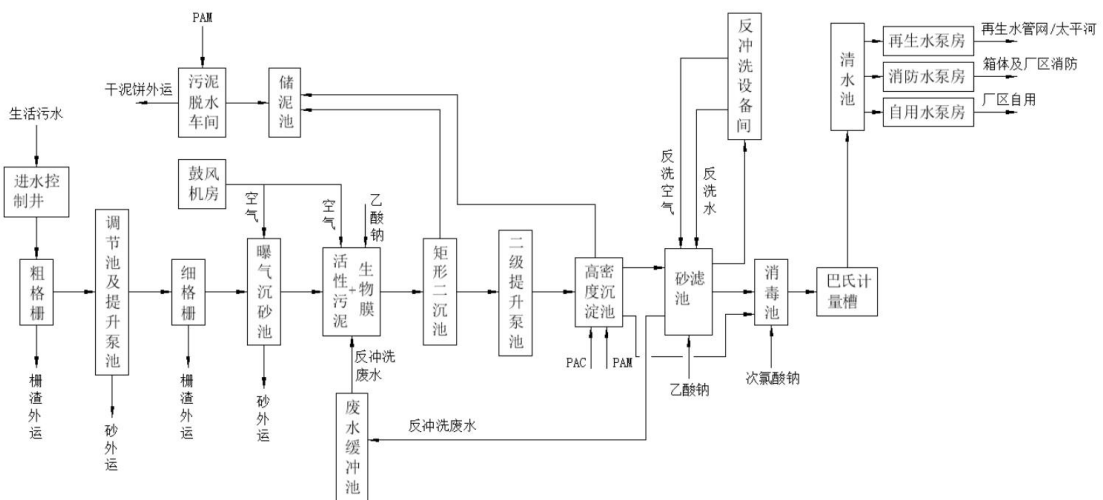 PAM
污泥
脱水
车间
干泥饼外运
储泥池
生活污水
进水控
制井
粗格栅
栅渣外运
调节池及提升泵池
砂外运
细格栅
栅渣外运
鼓风
机房
空气
空气
乙酸钠
曝气沉砂池
砂外运
活性污泥
+
生物膜
反冲洗
废水
废水缓冲池
矩形二沉池
二级提升泵池
高密
度沉
淀池
PAC
PAM
反冲洗废水
反洗空气
反洗水
反冲洗设备间
砂滤
池
乙酸钠
消毒池
次氯酸钠
巴氏计
量槽
清水池
再生水泵房
再生水管网/太平河
消防水泵房
箱体及厂区消防
自用水泵房
厂区自用